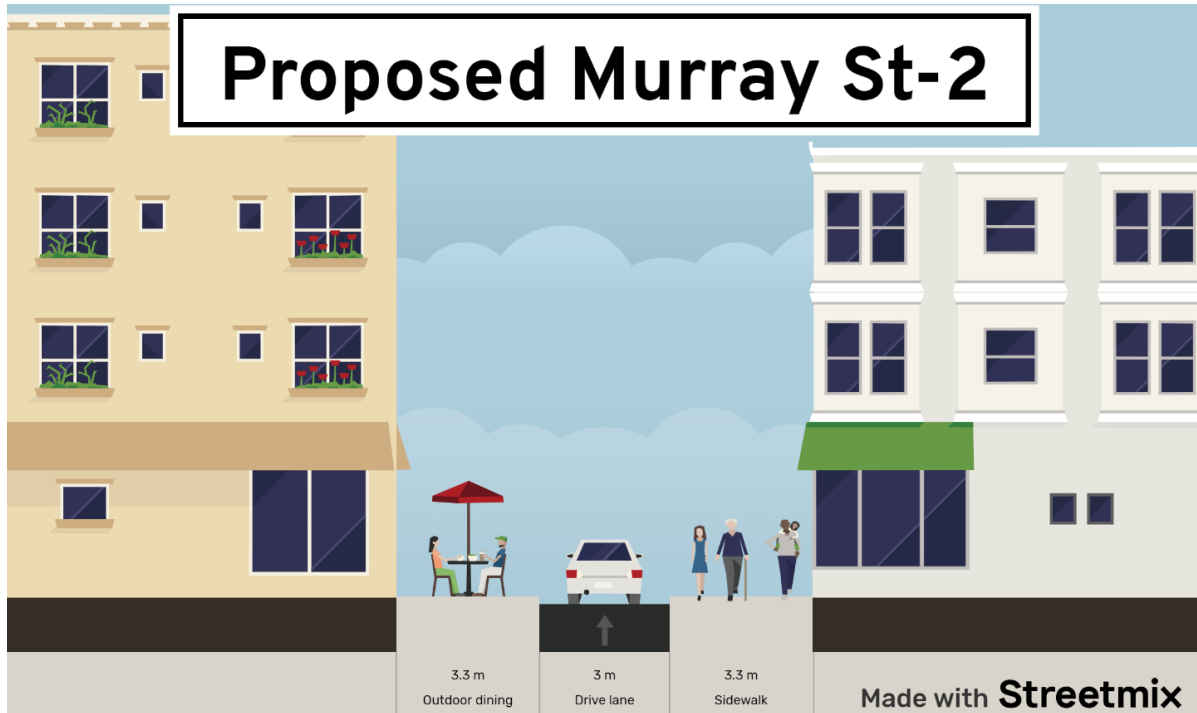 Proposed Murray St-2
3.3 m
Outdoor dining
3 m
Drive lane
3.3 m
Sidewalk
Made with Streetmix